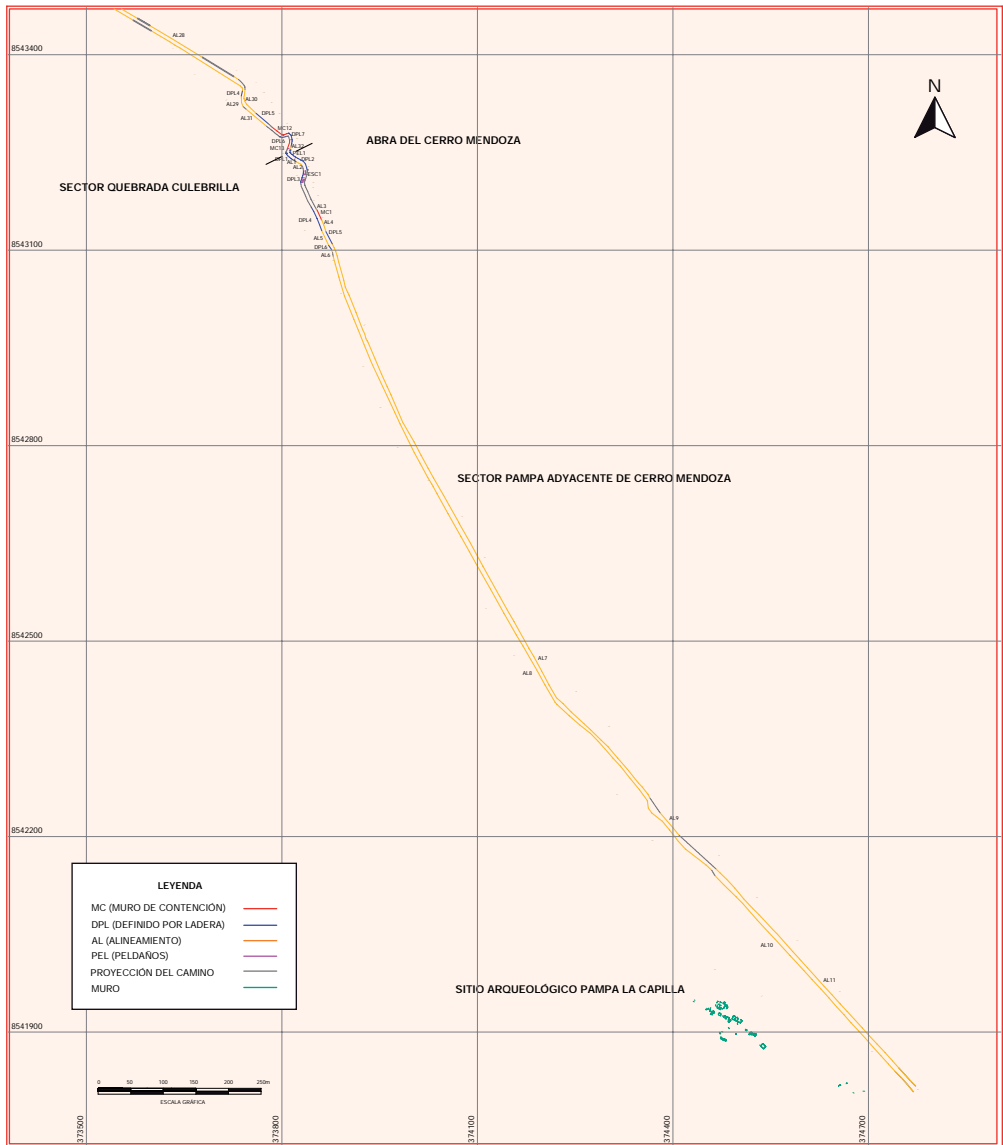 AL28
8543400
N
DPL4
AL30
AL29
DPL5
AL31
MC12
DPL7
ABRA DEL CERRO MENDOZA
DPL6
AL32
MC13
PEL1
DPL1
DPL2
AL1
AL2
ESC1
DPL3
SECTOR QUEBRADA CULEBRILLA
AL3
MC1
DPL4
AL4
DPL5
AL5
DPL6
8543100
AL6
8542800
SECTOR PAMPA ADYACENTE DE CERRO MENDOZA
8542500
AL7
AL8
AL9
8542200
LEYENDA
MC (MURO DE CONTENCIÓN)
DPL (DEFINIDO POR LADERA)
AL (ALINEAMIENTO)
PEL (PELDAÑOS)
PROYECCIÓN DEL CAMINO
MURO
AL10
AL11
SITIO ARQUEOLÓGICO PAMPA LA CAPILLA
8541900
0 50 100 150 200 250m
ESCALA GRÁFICA
373500
373800
374100
374400
374700